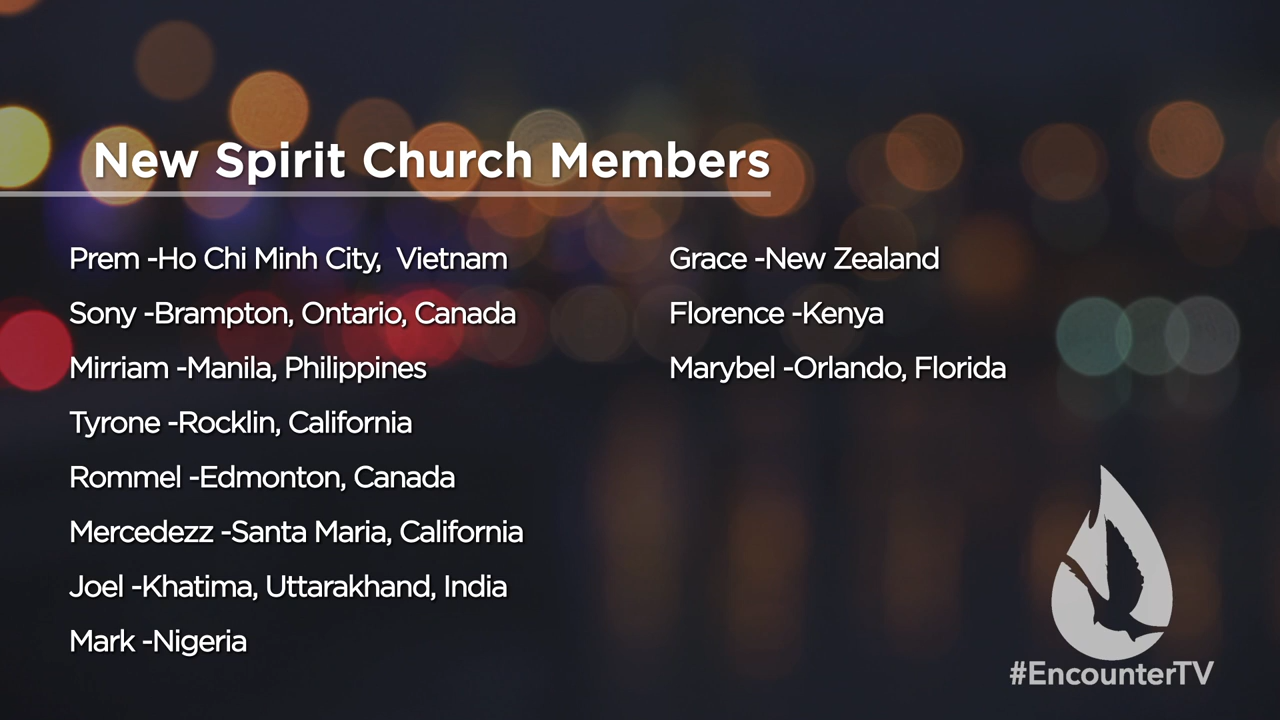 New Spirit Church Members
Prem -Ho Chi Minh City,  Vietnam
Sony -Brampton, Ontario, Canada
Mirriam -Manila, Philippines
Tyrone -Rocklin, California
Rommel -Edmonton, Canada
Mercedezz -Santa Maria, California
Joel -Khatima, Uttarakhand, India
Mark -Nigeria
Grace -New Zealand
Florence -Kenya
Marybel -Orlando, Florida
#EncounterTV